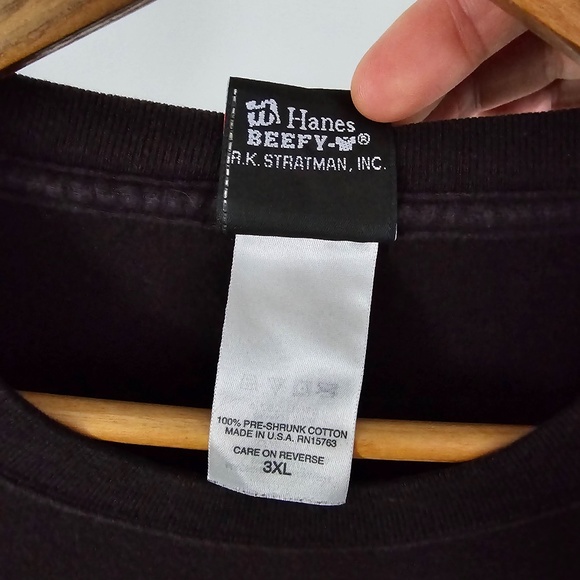 Hanes
BEEFY-T®
R.K. STRATMAN, INC.
100% PRE-SHRUNK COTTON
MADE IN U.S.A. RN15763
CARE ON REVERSE
3XL